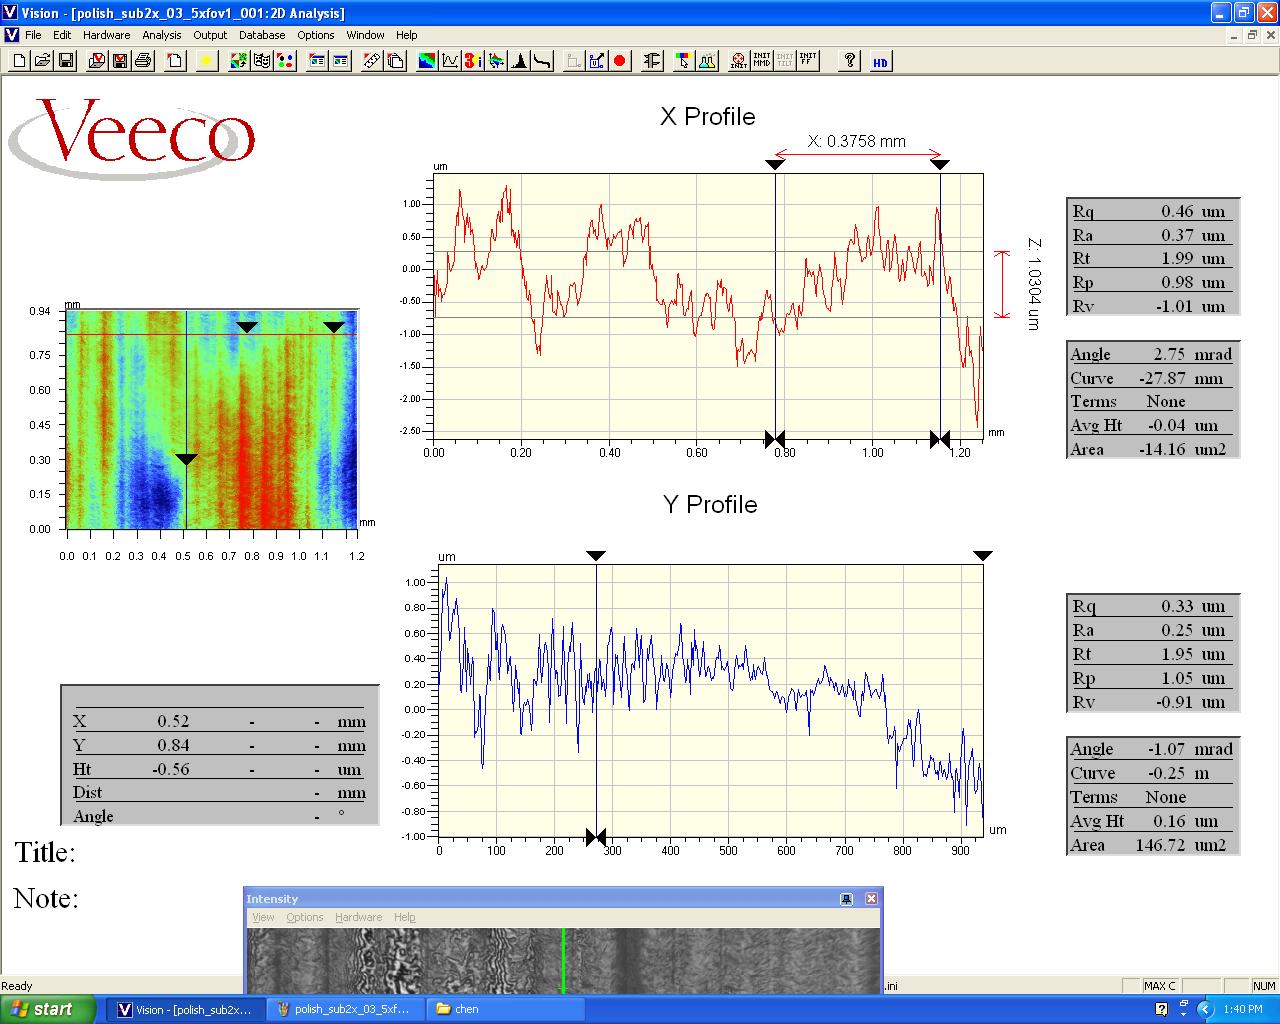 Vision - [polish_sub2x_03_5xfov1_001:2D Analysis]
File Edit Hardware Analysis Output Database Options Window Help
INIT INIT MMD INIT TILT INIT FF ? HD
Veeco
X Profile
X: 0.3758 mm
um
1.00
0.50
0.00
-0.50
-1.00
-1.50
-2.00
-2.50
0.00 0.20 0.40 0.60 0.80 1.00 1.20
mm
Z: 1.0304 um
Rq 0.46 um
Ra 0.37 um
Rt 1.99 um
Rp 0.98 um
Rv -1.01 um
Angle 2.75 mrad
Curve -27.87 mm
Terms None
Avg Ht -0.04 um
Area -14.16 um2
mm
0.94
0.75
0.60
0.45
0.30
0.15
0.00
mm
0.0 0.1 0.2 0.3 0.4 0.5 0.6 0.7 0.8 0.9 1.0 1.1 1.2
Y Profile
um
1.00
0.80
0.60
0.40
0.20
0.00
-0.20
-0.40
-0.60
-0.80
-1.00
0 100 200 300 400 500 600 700 800 900
um
Rq 0.33 um
Ra 0.25 um
Rt 1.95 um
Rp 1.05 um
Rv -0.91 um
Angle -1.07 mrad
Curve -0.25 m
Terms None
Avg Ht 0.16 um
Area 146.72 um2
X 0.52 - - mm
Y 0.84 - - mm
Ht -0.56 - - um
Dist - mm
Angle - °
Title:
Note:
Intensity
View Options Hardware Help
Ready .ini MAX C NUM
start Vision - [polish_sub2x... polish_sub2x_03_5xf... chen 1:40 PM